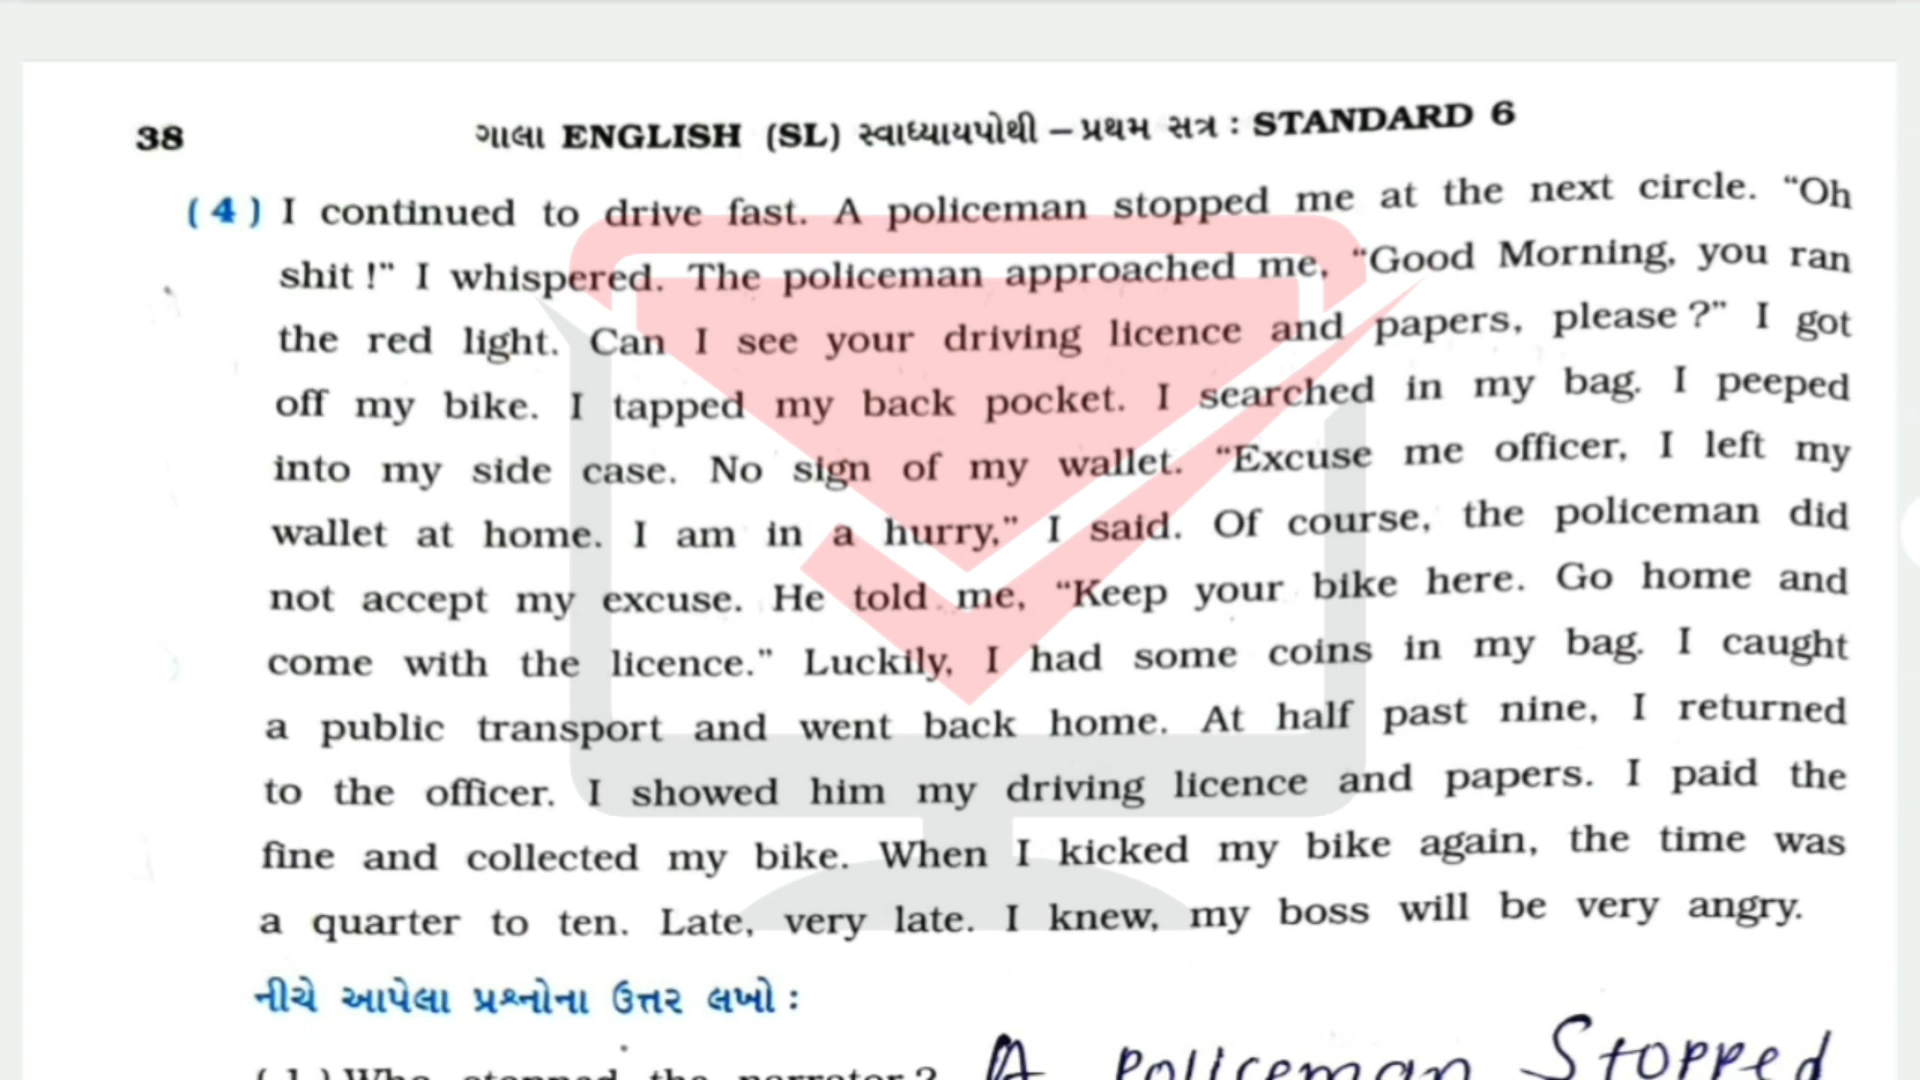 38 ગાલા ENGLISH (SL) સ્વાધ્યાયપોથી – પ્રથમ સત્ર : STANDARD 6
(4) I continued to drive fast. A policeman stopped me at the next circle. “Oh
shit !” I whispered. The policeman approached me, “Good Morning, you ran
the red light. Can I see your driving licence and papers, please ?” I got
off my bike. I tapped my back pocket. I searched in my bag. I peeped
into my side case. No sign of my wallet. “Excuse me officer, I left my
wallet at home. I am in a hurry,” I said. Of course, the policeman did
not accept my excuse. He told me, “Keep your bike here. Go home and
come with the licence.” Luckily, I had some coins in my bag. I caught
a public transport and went back home. At half past nine, I returned
to the officer. I showed him my driving licence and papers. I paid the
fine and collected my bike. When I kicked my bike again, the time was
a quarter to ten. Late, very late. I knew, my boss will be very angry.
નીચે આપેલા પ્રશ્નોના ઉત્તર લખો :
(1) Who stopped the narrator ? A policeman Stopped